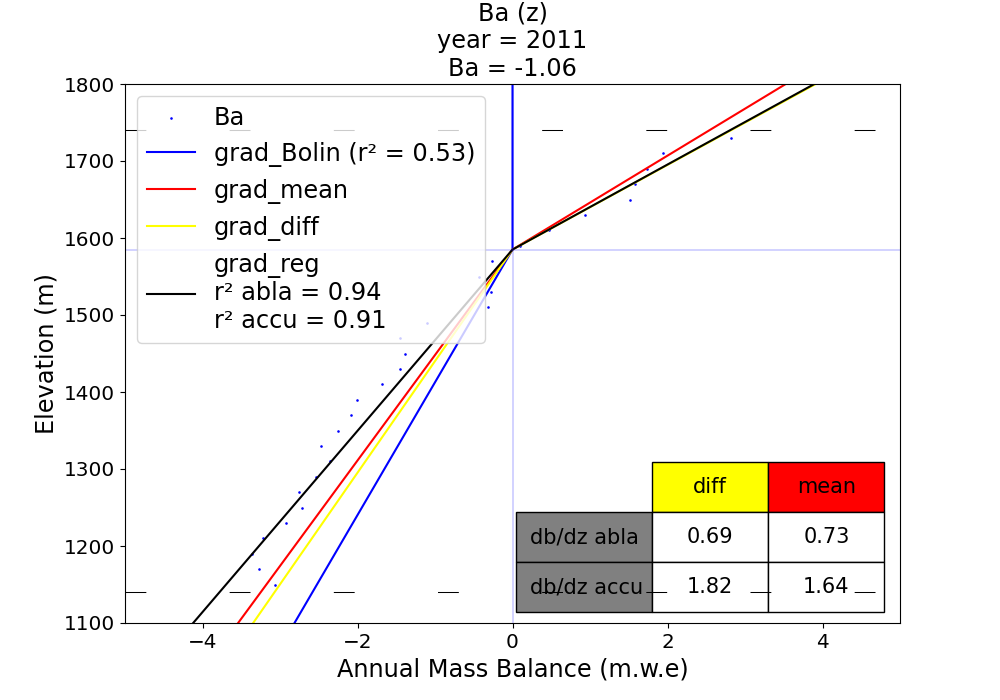 Ba (z)
year = 2011
Ba = -1.06
1800
1700
1600
1500
1400
1300
1200
1100
Elevation (m)
Ba
grad_Bolin (r² = 0.53)
grad_mean
grad_diff
grad_reg
r² abla = 0.94
r² accu = 0.91
diff mean
db/dz abla 0.69 0.73
db/dz accu 1.82 1.64
−4 −2 0 2 4
Annual Mass Balance (m.w.e)